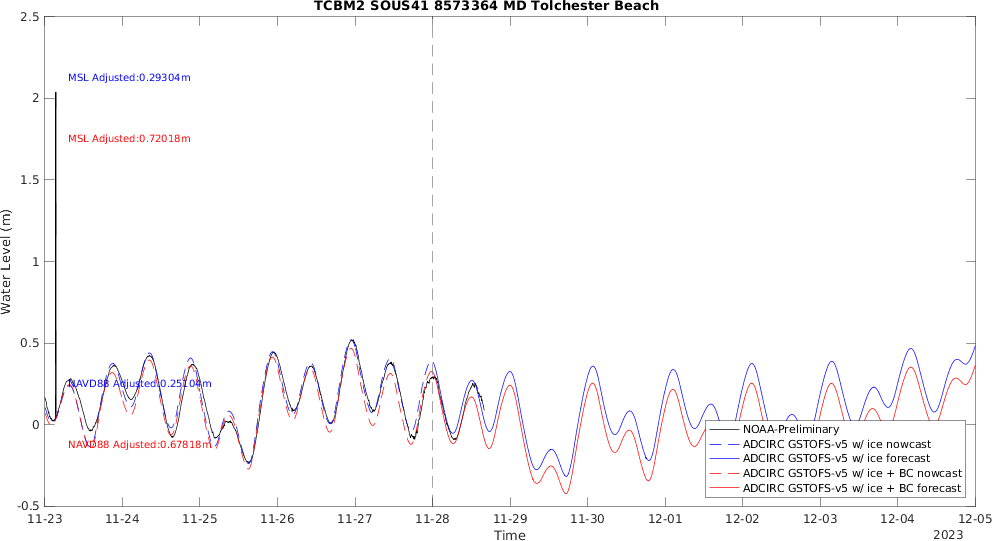 TCBM2 SOUS41 8573364 MD Tolchester Beach
2.5
2
1.5
1
0.5
0
-0.5
Water Level (m)
MSL Adjusted:0.29304m
MSL Adjusted:0.72018m
NAVD88 Adjusted:0.25104m
NAVD88 Adjusted:0.67818m
NOAA-Preliminary
ADCIRC GSTOFS-v5 w/ ice nowcast
ADCIRC GSTOFS-v5 w/ ice forecast
ADCIRC GSTOFS-v5 w/ ice + BC nowcast
ADCIRC GSTOFS-v5 w/ ice + BC forecast
11-23 11-24 11-25 11-26 11-27 11-28 11-29 11-30 12-01 12-02 12-03 12-04 12-05
Time
2023